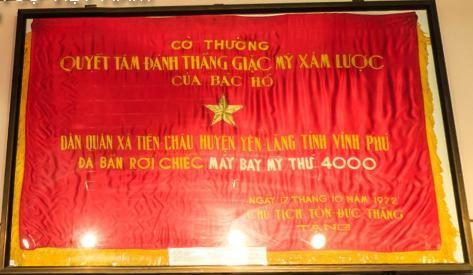 CỜ THƯỞNG
QUYẾT TÂM ĐÁNH THẮNG GIẶC MỸ XÂM LƯỢC
CỦA BÁC HỒ
DÂN QUÂN XÃ TIẾN CHÂU HUYỆN YÊN LÃNG TỈNH VĨNH PHÚ
ĐÃ BẮN RƠI CHIẾC MÁY BAY MỸ THỨ 4000
NGÀY 17 THÁNG 10 NĂM 1972
CHỦ TỊCH TÔN ĐỨC THẮNG
TẶNG